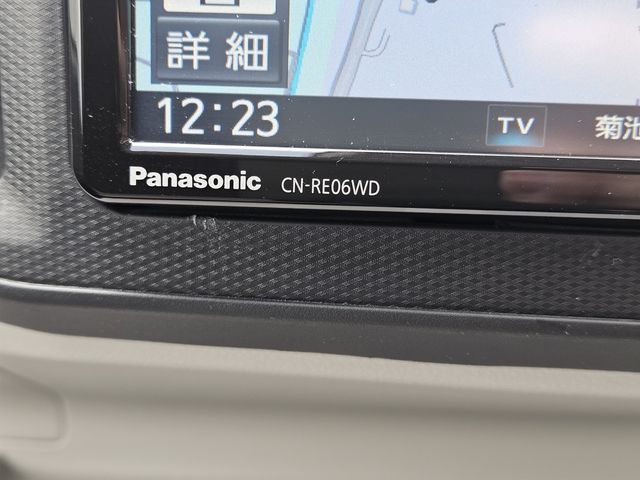 詳細
12:23
TV
菊池
Panasonic CN-RE06WD